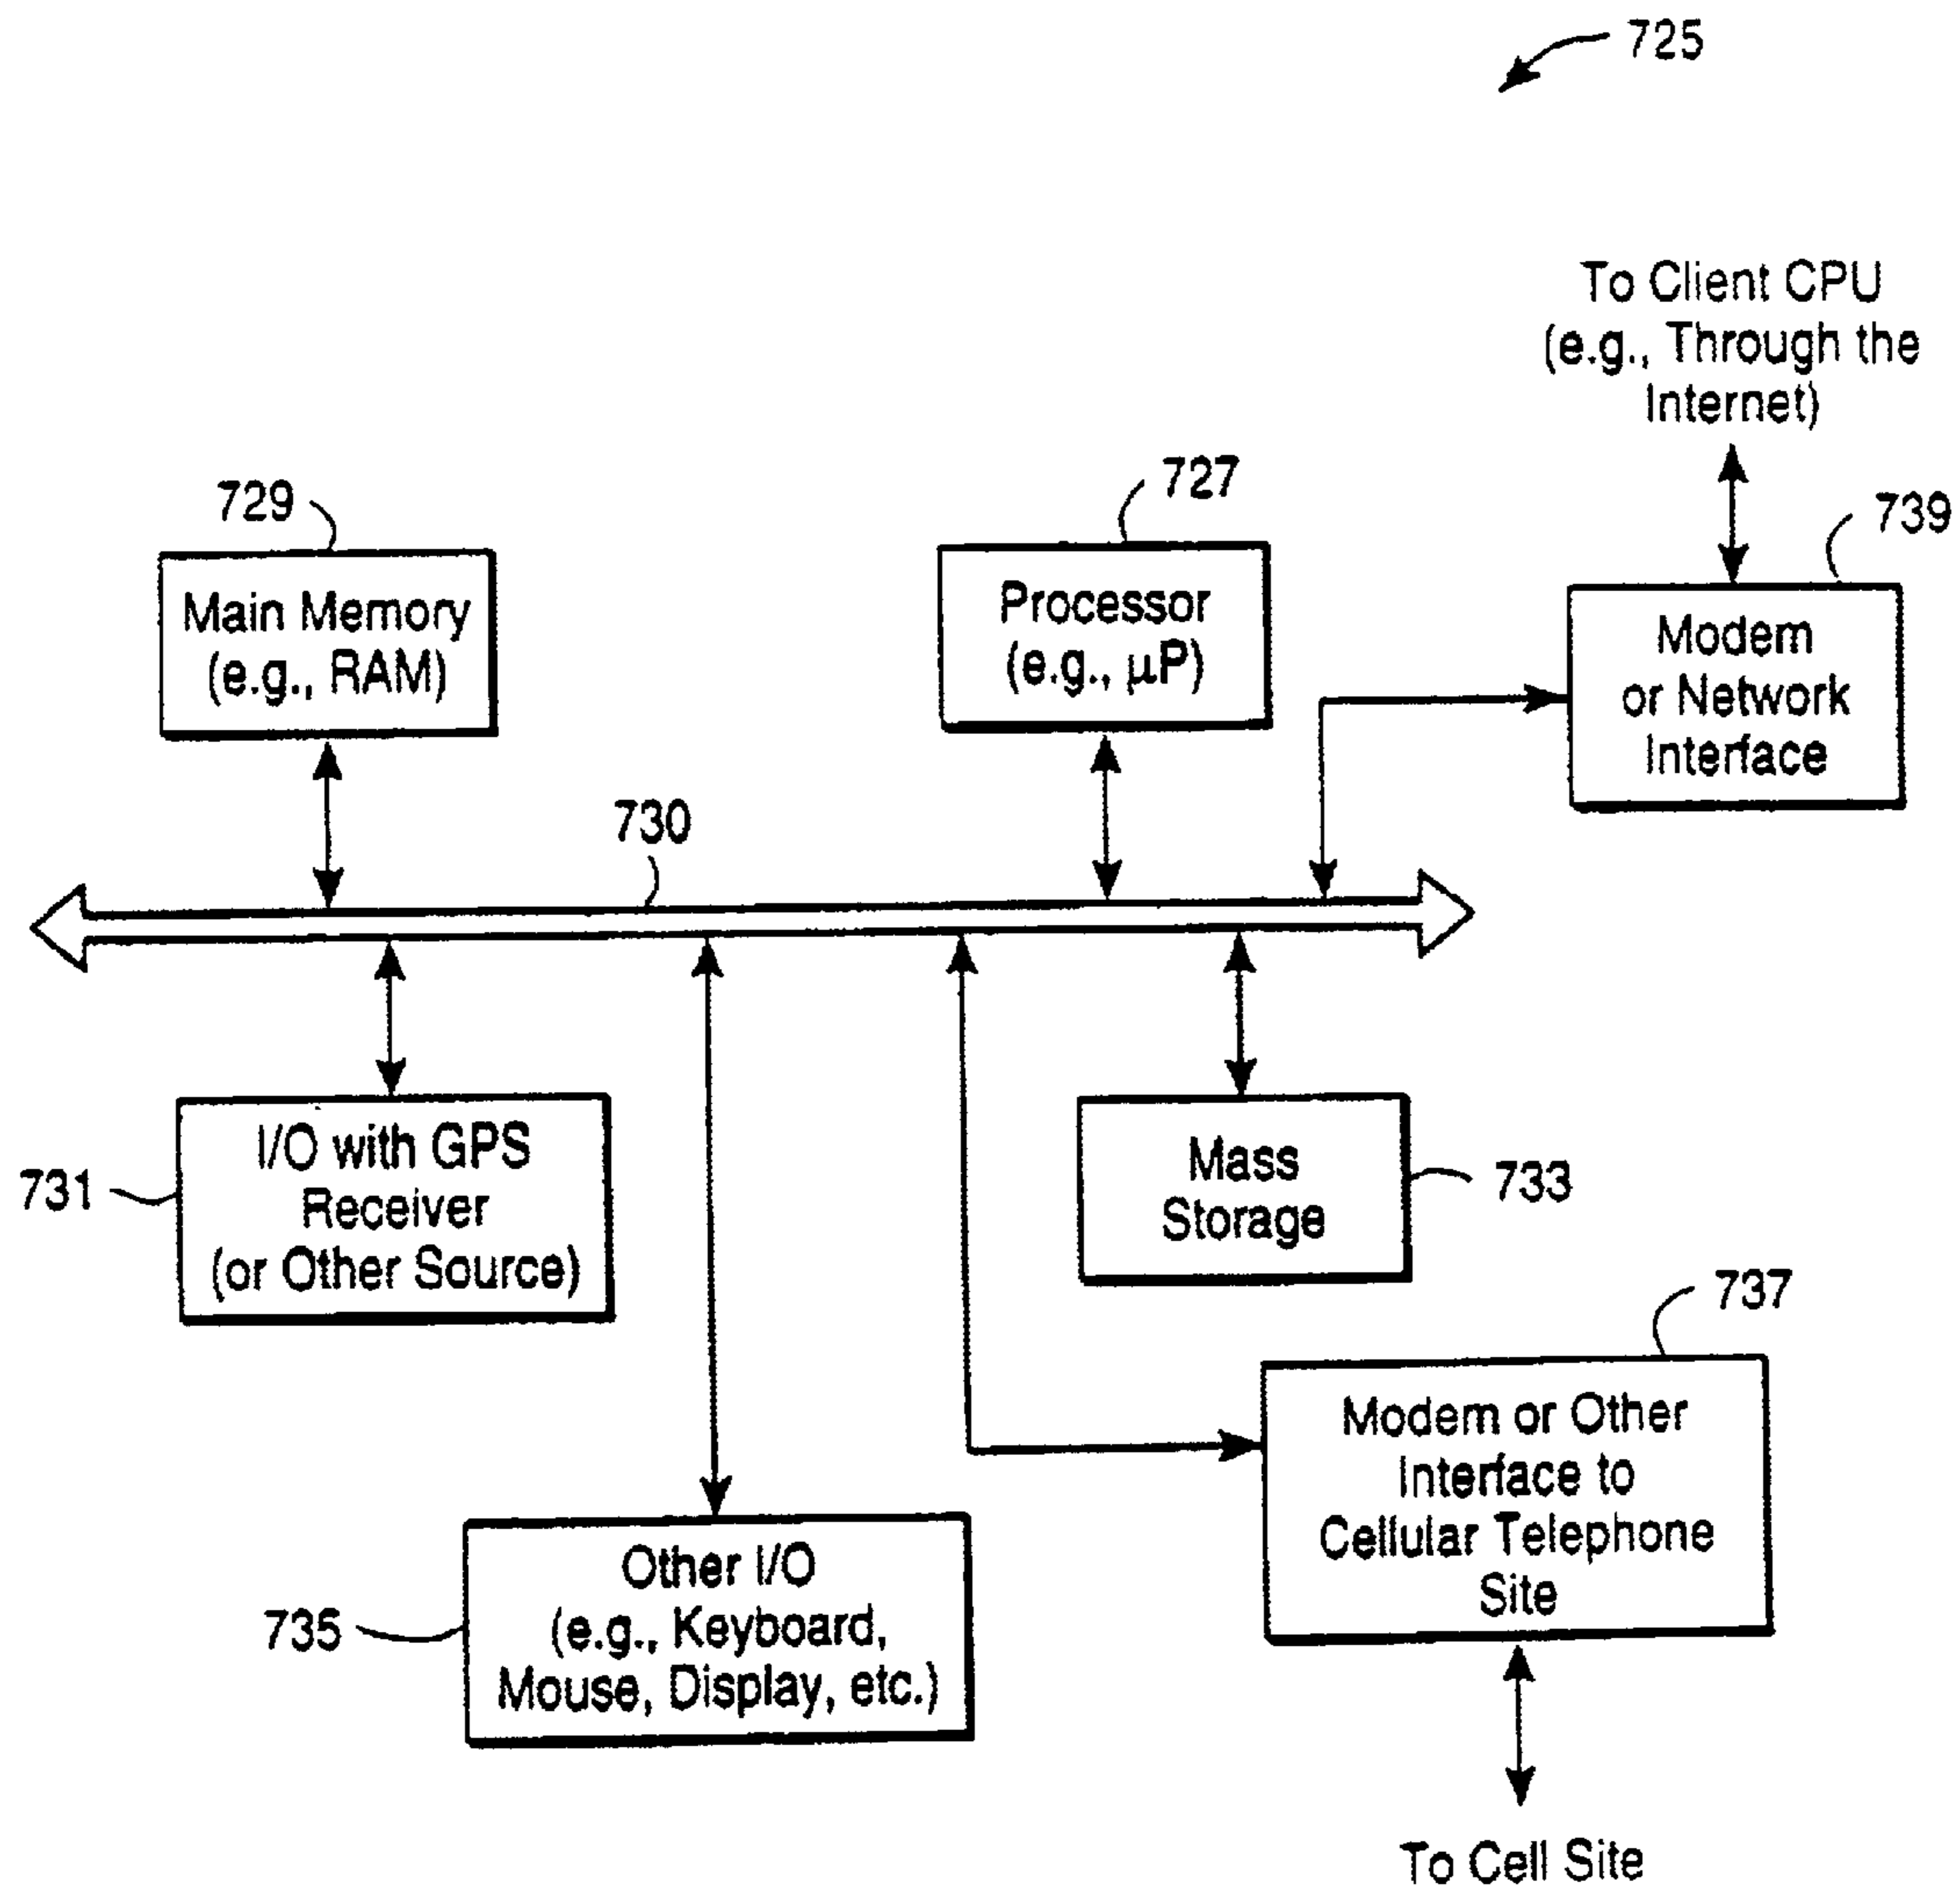 725
To Client CPU
(e.g., Through the
Internet)
729
727
739
Main Memory
(e.g., RAM)
Processor
(e.g., µP)
Modem
or Network
Interface
730
I/O with GPS
Receiver
(or Other Source)
731
Mass
Storage
733
737
Modem or Other
Interface to
Cellular Telephone
Site
Other I/O
(e.g., Keyboard,
Mouse, Display, etc.)
735
To Cell Site